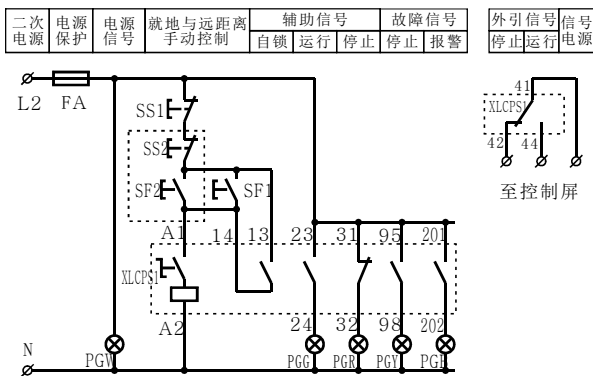 二次电源 电源保护 电源信号 就地与远距离手动控制 辅助信号 故障信号
自锁 运行 停止 停止 报警
外引信号 信号电源
停止 运行
L2 FA
SS1
SS2
SF2 SF1
A1 14 13 23 31 95 201
XLCPS1
A2 24 32 98 202
N PGW PGG PGR PGY PGB
41
XLCPS1
42 44
至控制屏